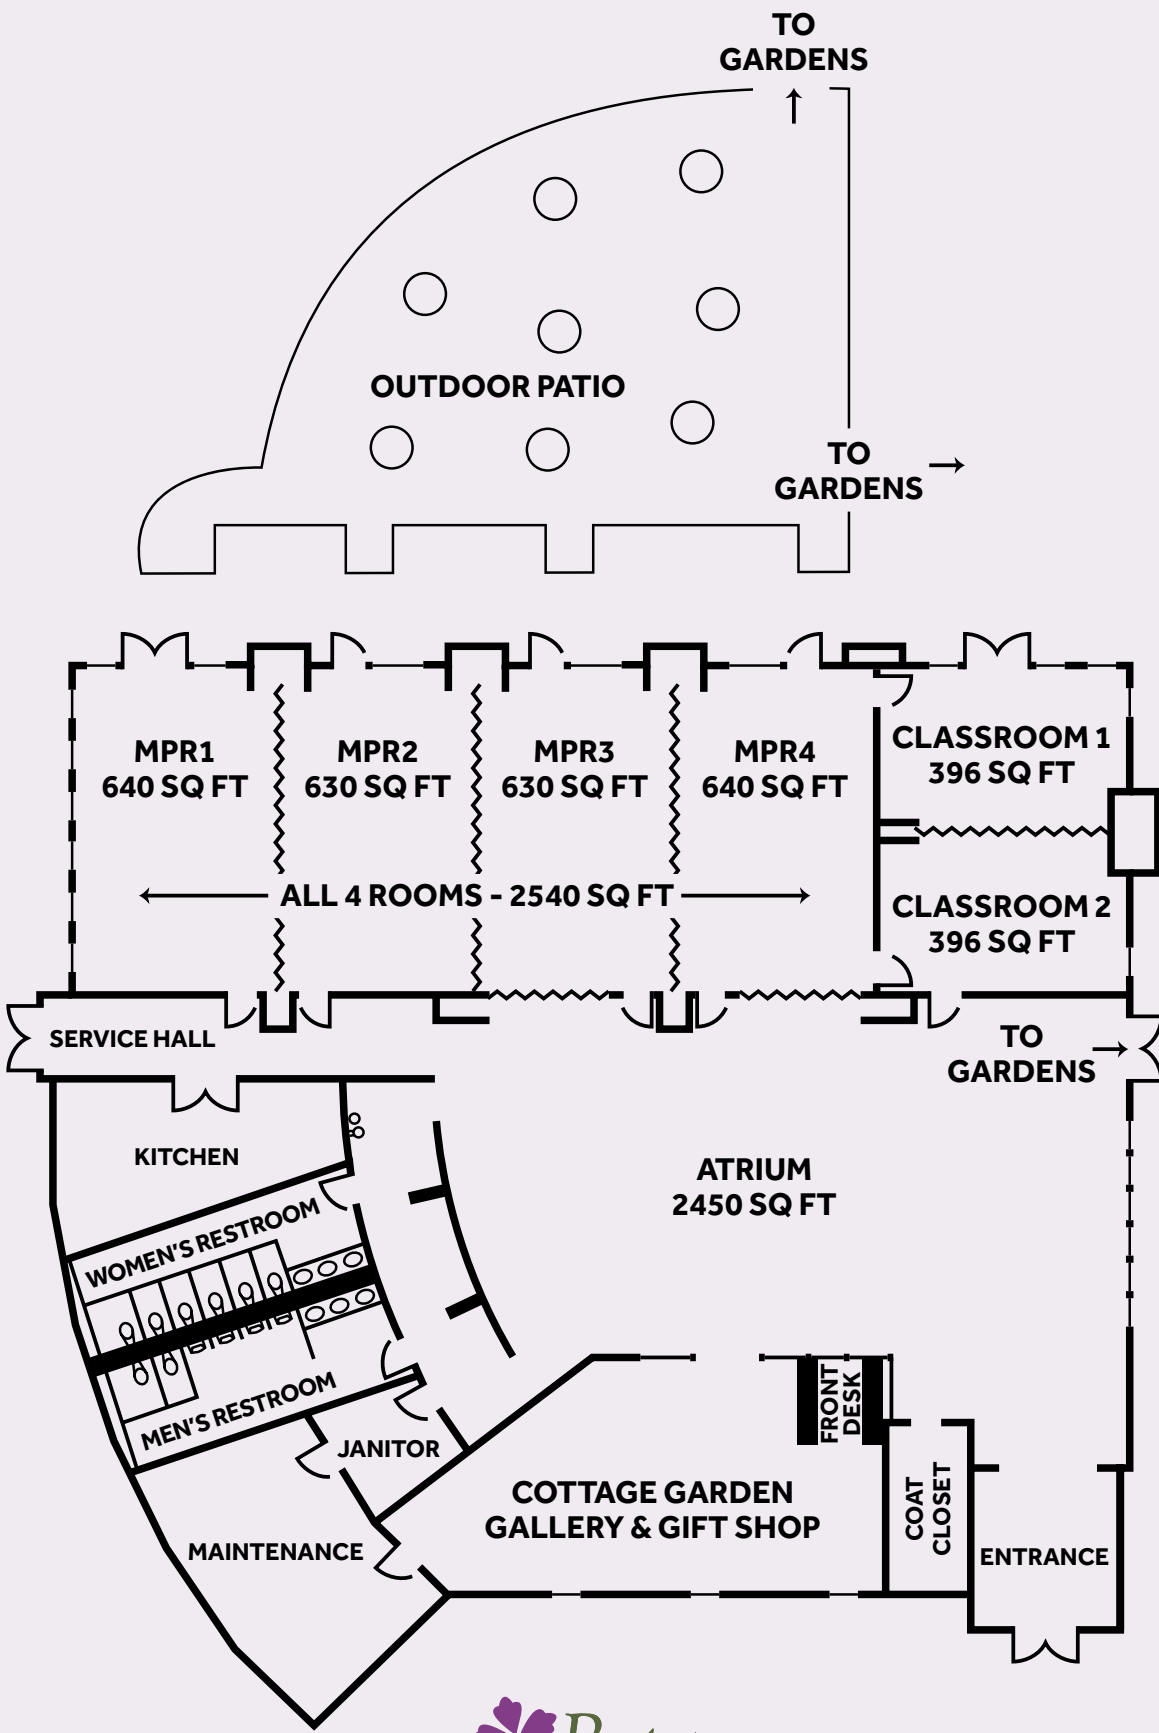 TO
GARDENS
OUTDOOR PATIO
TO
GARDENS
MPR1
640 SQ FT
MPR2
630 SQ FT
MPR3
630 SQ FT
MPR4
640 SQ FT
CLASSROOM 1
396 SQ FT
ALL 4 ROOMS - 2540 SQ FT
CLASSROOM 2
396 SQ FT
SERVICE HALL
TO
GARDENS
KITCHEN
ATRIUM
2450 SQ FT
WOMEN'S RESTROOM
MEN'S RESTROOM
JANITOR
FRONT
DESK
COTTAGE GARDEN
GALLERY & GIFT SHOP
COAT
CLOSET
MAINTENANCE
ENTRANCE